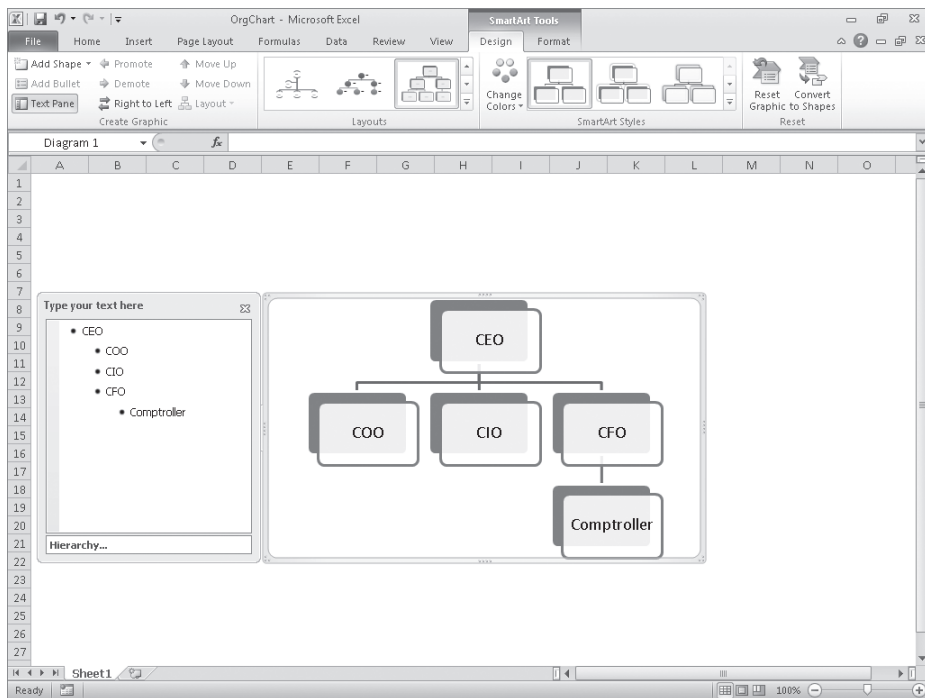 OrgChart - Microsoft Excel
SmartArt Tools
File Home Insert Page Layout Formulas Data Review View Design Format
Add Shape Promote Move Up
Add Bullet Demote Move Down
Text Pane Right to Left Layout
Create Graphic
Layouts
Change
Colors
SmartArt Styles
Reset
Graphic
Convert
to Shapes
Reset
Diagram 1 fx
A B C D E F G H I J K L M N O
1
2
3
4
5
6
7
8
9
10
11
12
13
14
15
16
17
18
19
20
21
22
23
24
25
26
27
Type your text here
• CEO
• COO
• CIO
• CFO
• Comptroller
Hierarchy...
CEO
COO CIO CFO
Comptroller
Sheet1
Ready 100%